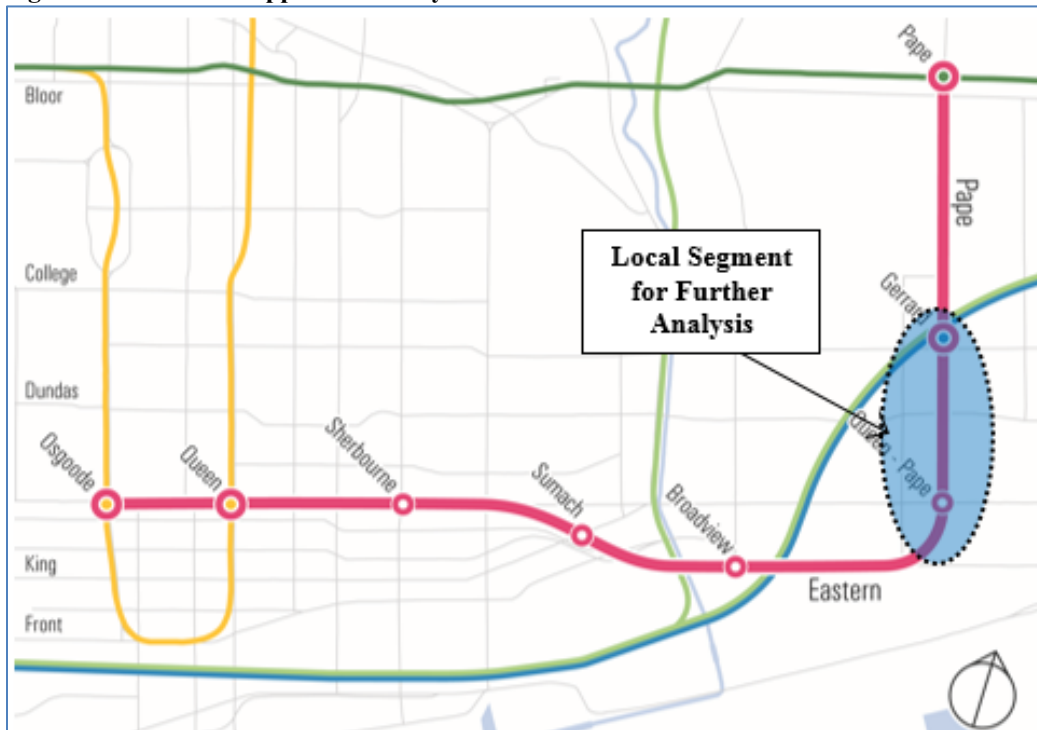 Pape
Bloor
Pape
Local Segment
for Further
Analysis
College
Gerrard
Dundas
Osgoode
Queen
Sherbourne
Sumach
Broadview
Queen - Pape
King
Eastern
Front